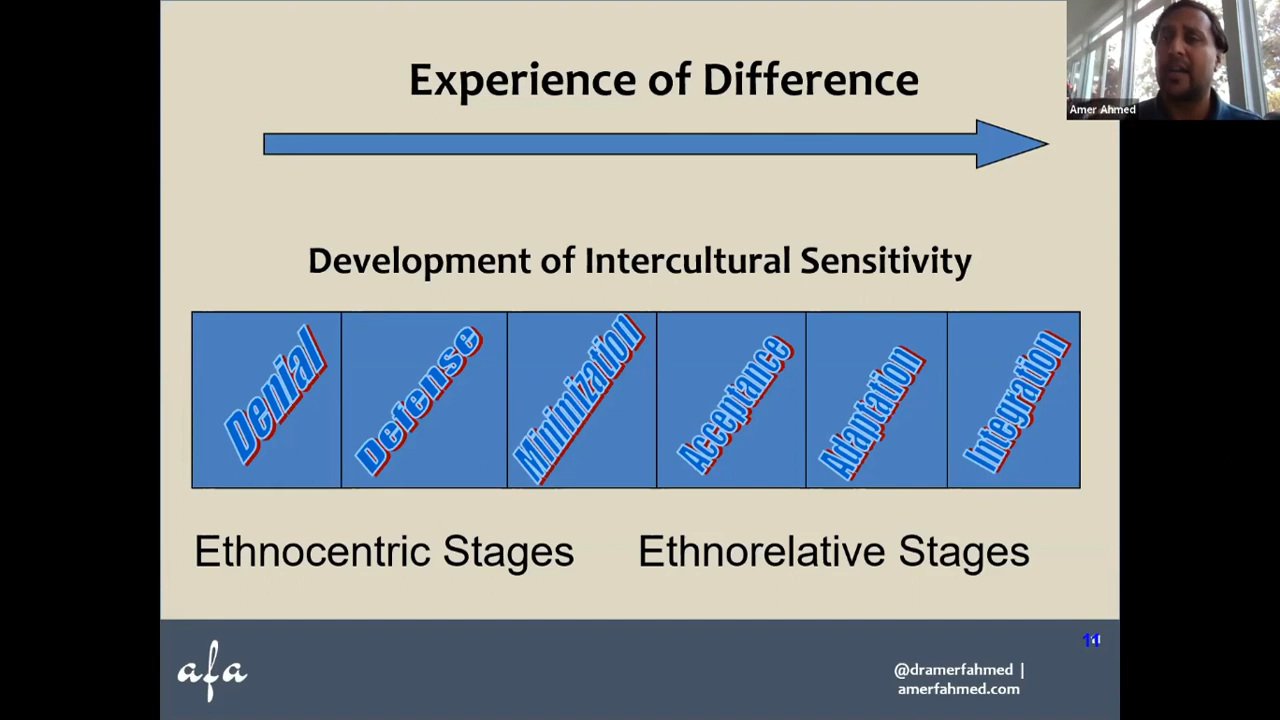 Experience of Difference
Amer Ahmed
Development of Intercultural Sensitivity
Denial
Defense
Minimization
Acceptance
Adaptation
Integration
Ethnocentric Stages
Ethnorelative Stages
afa
@dramerfahmed |
amerfahmed.com